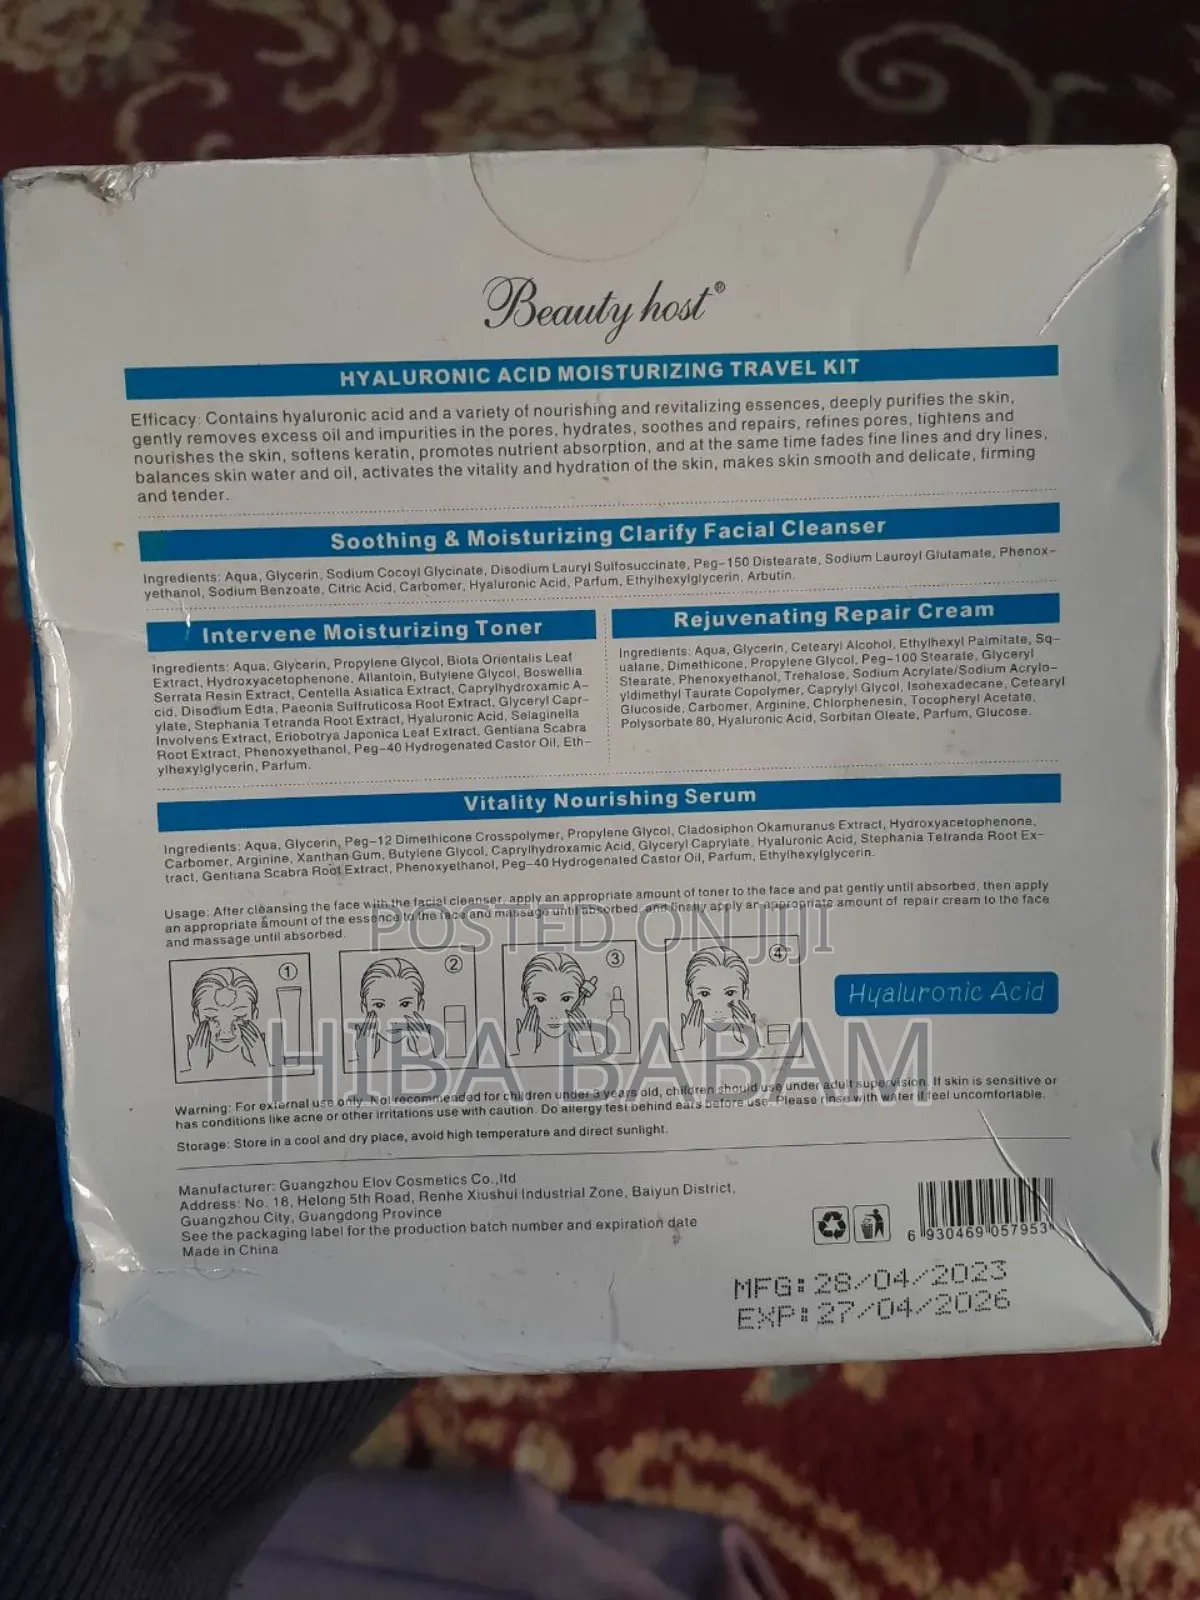 Beauty host®
HYALURONIC ACID MOISTURIZING TRAVEL KIT
Efficacy: Contains hyaluronic acid and a variety of nourishing and revitalizing essences, deeply purifies the skin,
gently removes excess oil and impurities in the pores, hydrates, soothes and repairs, refines pores, tightens and
nourishes the skin, softens keratin, promotes nutrient absorption, and at the same time fades fine lines and dry lines,
balances skin water and oil, activates the vitality and hydration of the skin, makes skin smooth and delicate, firming
and tender.
Soothing & Moisturizing Clarify Facial Cleanser
Ingredients: Aqua, Glycerin, Sodium Cocoyl Glycinate, Disodium Lauryl Sulfosuccinate, Peg-150 Distearate, Sodium Lauroyl Glutamate, Phenox-
yethanol, Sodium Benzoate, Citric Acid, Carbomer, Hyaluronic Acid, Parfum, Ethylhexylglycerin, Arbutin.
Intervene Moisturizing Toner
Ingredients: Aqua, Glycerin, Propylene Glycol, Biota Orientalis Leaf
Extract, Hydroxyacetophenone, Allantoin, Butylene Glycol, Boswellia
Serrata Resin Extract, Centella Asiatica Extract, Caprylhydroxamic A-
cid, Disodium Edta, Paeonia Suffruticosa Root Extract, Glyceryl Capr-
ylate, Stephania Tetrandra Root Extract, Hyaluronic Acid, Selaginella
Involvens Extract, Eriobotrya Japonica Leaf Extract, Gentiana Scabra
Root Extract, Phenoxyethanol, Peg-40 Hydrogenated Castor Oil, Eth-
ylhexylglycerin, Parfum.
Rejuvenating Repair Cream
Ingredients: Aqua, Glycerin, Cetearyl Alcohol, Ethylhexyl Palmitate, Sq-
ualane, Dimethicone, Propylene Glycol, Peg-100 Stearate, Glyceryl
Stearate, Phenoxyethanol, Trehalose, Sodium Acrylate/Sodium Acrylo-
yldimethyl Taurate Copolymer, Caprylyl Glycol, Isohexadecane, Cetearyl
Glucoside, Carbomer, Arginine, Chlorphenesin, Tocopheryl Acetate,
Polysorbate 80, Hyaluronic Acid, Sorbitan Oleate, Parfum, Glucose.
Vitality Nourishing Serum
Ingredients: Aqua, Glycerin, Peg-12 Dimethicone Crosspolymer, Propylene Glycol, Cladosiphon Okamuranus Extract, Hydroxyacetophenone,
Carbomer, Arginine, Xanthan Gum, Butylene Glycol, Caprylhydroxamic Acid, Glyceryl Caprylate, Hyaluronic Acid, Stephania Tetranda Root Ex-
tract, Gentiana Scabra Root Extract, Phenoxyethanol, Peg-40 Hydrogenated Castor Oil, Parfum, Ethylhexylglycerin.
Usage: After cleansing the face with the facial cleanser, apply an appropriate amount of toner to the face and pat gently until absorbed, then apply
an appropriate amount of the essence to the face and massage until absorbed, and finally apply an appropriate amount of repair cream to the face
and massage until absorbed.
POSTED ON JIJI
1
2
3
4
Hyaluronic Acid
HIBA BABAM
Warning: For external use only. Not recommended for children under 3 years old, children should use under adult supervision. If skin is sensitive or
has conditions like acne or other irritations use with caution. Do allergy test behind ears before use. Please rinse with water if feel uncomfortable.
Storage: Store in a cool and dry place, avoid high temperature and direct sunlight.
Manufacturer: Guangzhou Elov Cosmetics Co.,ltd
Address: No. 18, Helong 5th Road, Renhe Xiushui Industrial Zone, Baiyun District,
Guangzhou City, Guangdong Province
See the packaging label for the production batch number and expiration date
Made in China
6 930469 057953
MFG: 28/04/2023
EXP: 27/04/2026